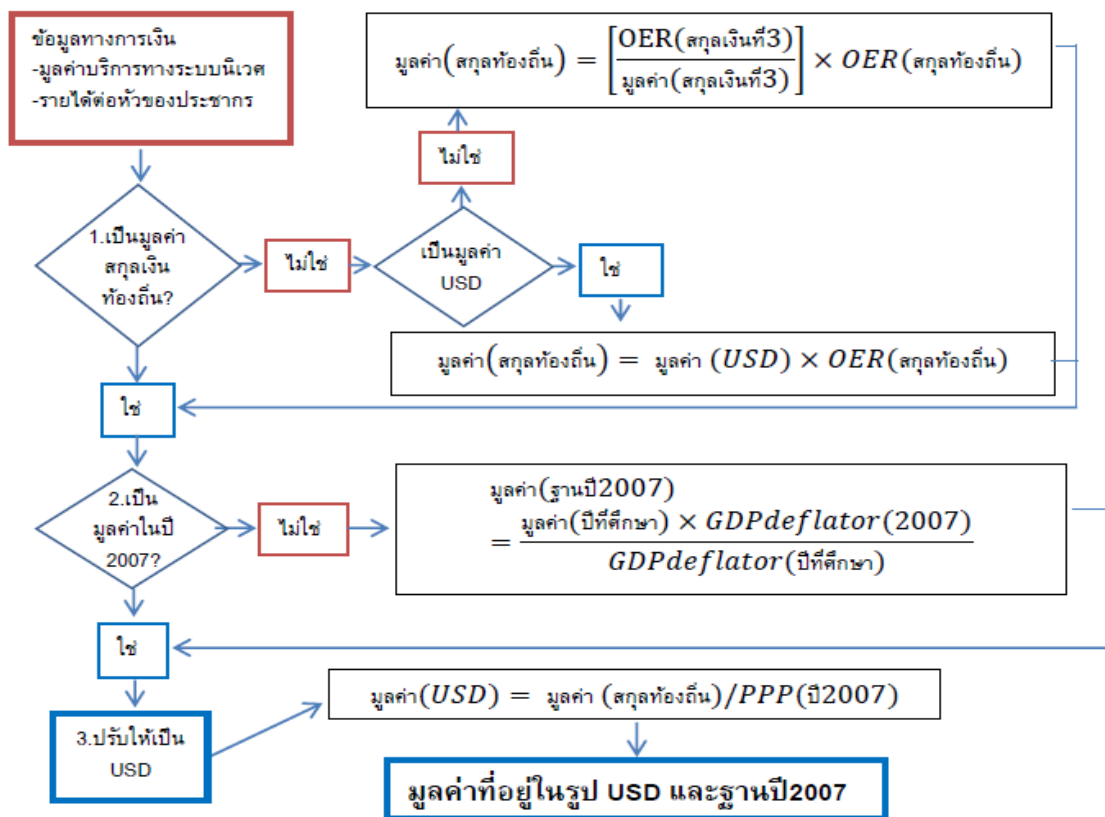 ข้อมูลทางการเงิน
-มูลค่าบริการทางระบบนิเวศ
-รายได้ต่อหัวของประชากร
มูลค่า(สกุลท้องถิ่น) = [OER(สกุลเงินที่3) / มูลค่า(สกุลเงินที่3)] × OER(สกุลท้องถิ่น)
ไม่ใช่
1.เป็นมูลค่า
สกุลเงิน
ท้องถิ่น?
ไม่ใช่
เป็นมูลค่า
USD
ใช่
มูลค่า(สกุลท้องถิ่น) = มูลค่า (USD) × OER(สกุลท้องถิ่น)
ใช่
2.เป็น
มูลค่าในปี
2007?
ไม่ใช่
มูลค่า(ฐานปี2007)
= มูลค่า(ปีที่ศึกษา) × GDPdeflator(2007)
GDPdeflator(ปีที่ศึกษา)
ใช่
มูลค่า(USD) = มูลค่า (สกุลท้องถิ่น)/PPP(ปี2007)
3.ปรับให้เป็น
USD
มูลค่าที่อยู่ในรูป USD และฐานปี2007